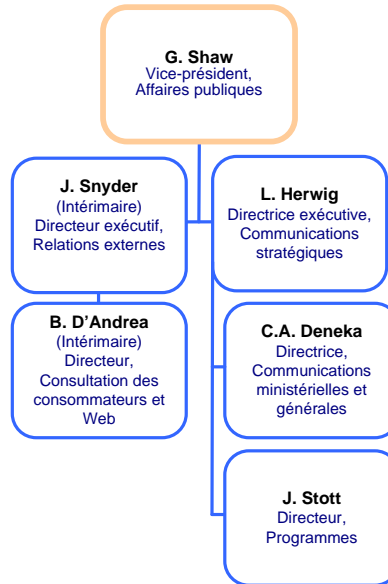 G. Shaw
Vice-président,
Affaires publiques
J. Snyder
(Intérimaire)
Directeur exécutif,
Relations externes
L. Herwig
Directrice exécutive,
Communications
stratégiques
B. D’Andrea
(Intérimaire)
Directeur,
Consultation des
consommateurs et
Web
C.A. Deneka
Directrice,
Communications
ministérielles et
générales
J. Stott
Directeur,
Programmes